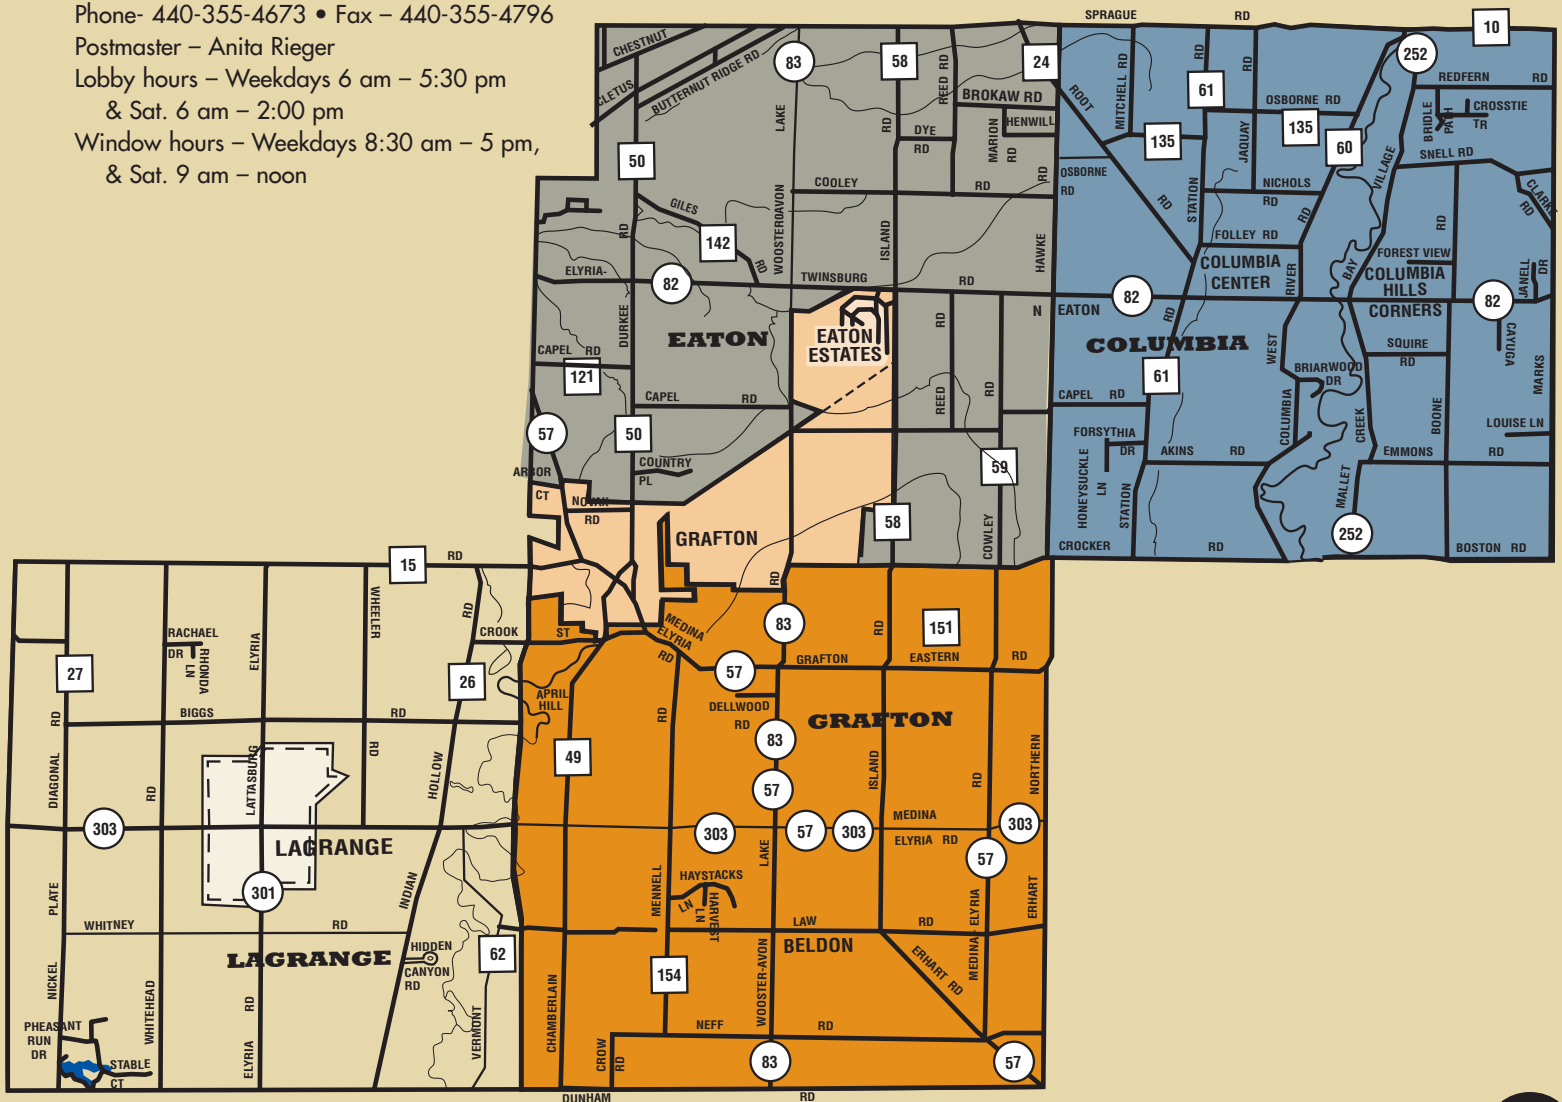 Phone- 440-355-4673 • Fax – 440-355-4796
Postmaster – Anita Rieger
Lobby hours – Weekdays 6 am – 5:30 pm
& Sat. 6 am – 2:00 pm
Window hours – Weekdays 8:30 am – 5 pm,
& Sat. 9 am – noon
SPRAGUE RD
10
CHESTNUT
CLETUS
BUTTERNUT RIDGE RD
83
58
24
252
REED RD
BROKAW RD
HENWILL
MARION RD
DYE RD
LAKE
RD
ROOT RD
MITCHELL RD
RD
61
RD
OSBORNE RD
135
135
60
JAQUAY
REDFERN RD
BRIDLE PATH
CROSSTIE TR
SNELL RD
VILLAGE
CLARKE RD
50
GILES RD
142
RD
COOLEY RD
WOOSTER-AVON
ISLAND
HAWKE RD
OSBORNE RD
STATION
NICHOLS RD
RD
FOLLEY RD
COLUMBIA CENTER
RIVER
BAY
FOREST VIEW
RD
COLUMBIA HILLS CORNERS
JANELL DR
ELYRIA-
82
TWINSBURG RD
N
EATON
82
RD
82
DURKEE
EATON
EATON ESTATES
RD
RD
REED
COLUMBIA
WEST
SQUIRE RD
CAYUGA
MARKS
CAPEL RD
121
CAPEL RD
61
BRIARWOOD DR
CAPEL RD
57
50
COLUMBIA
CREEK
BOONE
LOUISE LN
FORSYTHIA DR
AKINS RD
EMMONS RD
ARBOR CT
COUNTRY PL
59
HONEYSUCKLE LN
STATION
MALLET
NOVAK RD
GRAFTON
58
COWLEY
252
CROCKER RD
BOSTON RD
15
RD
RD
WHEELER
RD
CROOK ST
MEDINA ELYRIA RD
83
RD
151
RACHAEL DR
RHONDA LN
ELYRIA
27
26
57
GRAFTON EASTERN RD
APRIL HILL
DELLWOOD RD
RD
BIGGS RD
RD
RD
GRAFTON
83
49
DIAGONAL
RD
LATTASBURG
HOLLOW
57
ISLAND
RD
NORTHERN
303
LAGRANGE
303
57
303
MEDINA
ELYRIA RD
303
57
LAKE
301
PLATE
INDIAN
MENNELL
HAYSTACKS LN
HARVEST LN
MEDINA- ELYRIA
ERHART
WHITNEY RD
LAW RD
BELDON
LAGRANGE
HIDDEN CANYON RD
62
154
WOOSTER-AVON
ERHART RD
NICKEL
WHITEHEAD
RD
VERMONT
CHAMBERLAIN
NEFF RD
PHEASANT RUN DR
STABLE CT
ELYRIA
CROW RD
83
57
DUNHAM RD